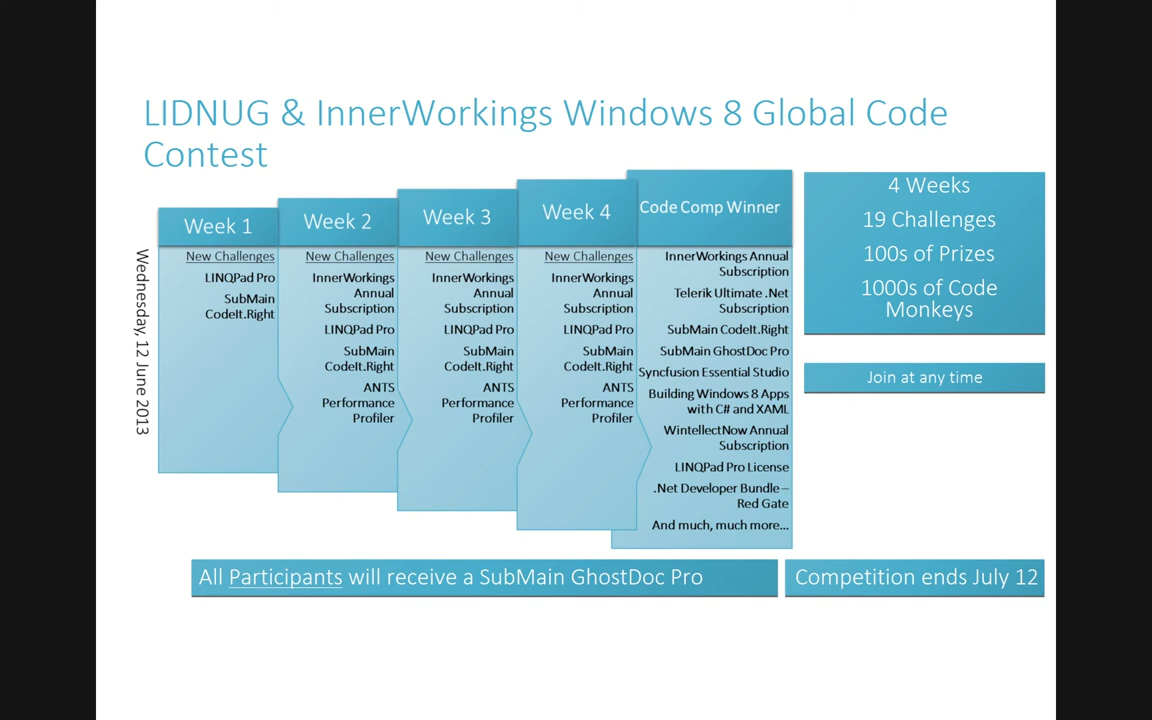 LIDNUG & InnerWorkings Windows 8 Global Code
Contest
Wednesday, 12 June 2013
Week 1
New Challenges
LINQPad Pro
SubMain
CodeIt.Right
Week 2
New Challenges
InnerWorkings
Annual
Subscription
LINQPad Pro
SubMain
CodeIt.Right
ANTS
Performance
Profiler
Week 3
New Challenges
InnerWorkings
Annual
Subscription
LINQPad Pro
SubMain
CodeIt.Right
ANTS
Performance
Profiler
Week 4
New Challenges
InnerWorkings
Annual
Subscription
LINQPad Pro
SubMain
CodeIt.Right
ANTS
Performance
Profiler
Code Comp Winner
InnerWorkings Annual
Subscription
Telerik Ultimate .Net
Subscription
SubMain CodeIt.Right
SubMain GhostDoc Pro
Syncfusion Essential Studio
Building Windows 8 Apps
with C# and XAML
WintellectNow Annual
Subscription
LINQPad Pro License
.Net Developer Bundle –
Red Gate
And much, much more...
4 Weeks
19 Challenges
100s of Prizes
1000s of Code
Monkeys
Join at any time
All Participants will receive a SubMain GhostDoc Pro
Competition ends July 12